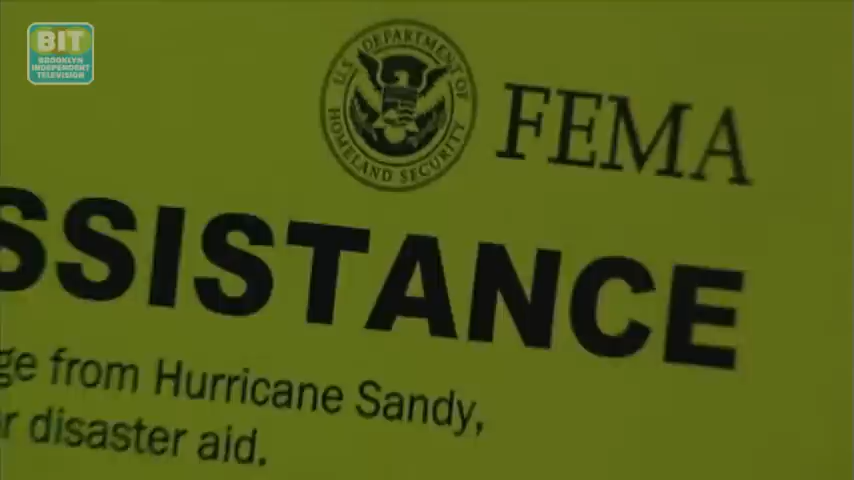 BIT
BROOKLYN
INDEPENDENT
TELEVISION
U.S. DEPARTMENT OF
HOMELAND SECURITY
FEMA
SSISTANCE
ge from Hurricane Sandy,
r disaster aid.